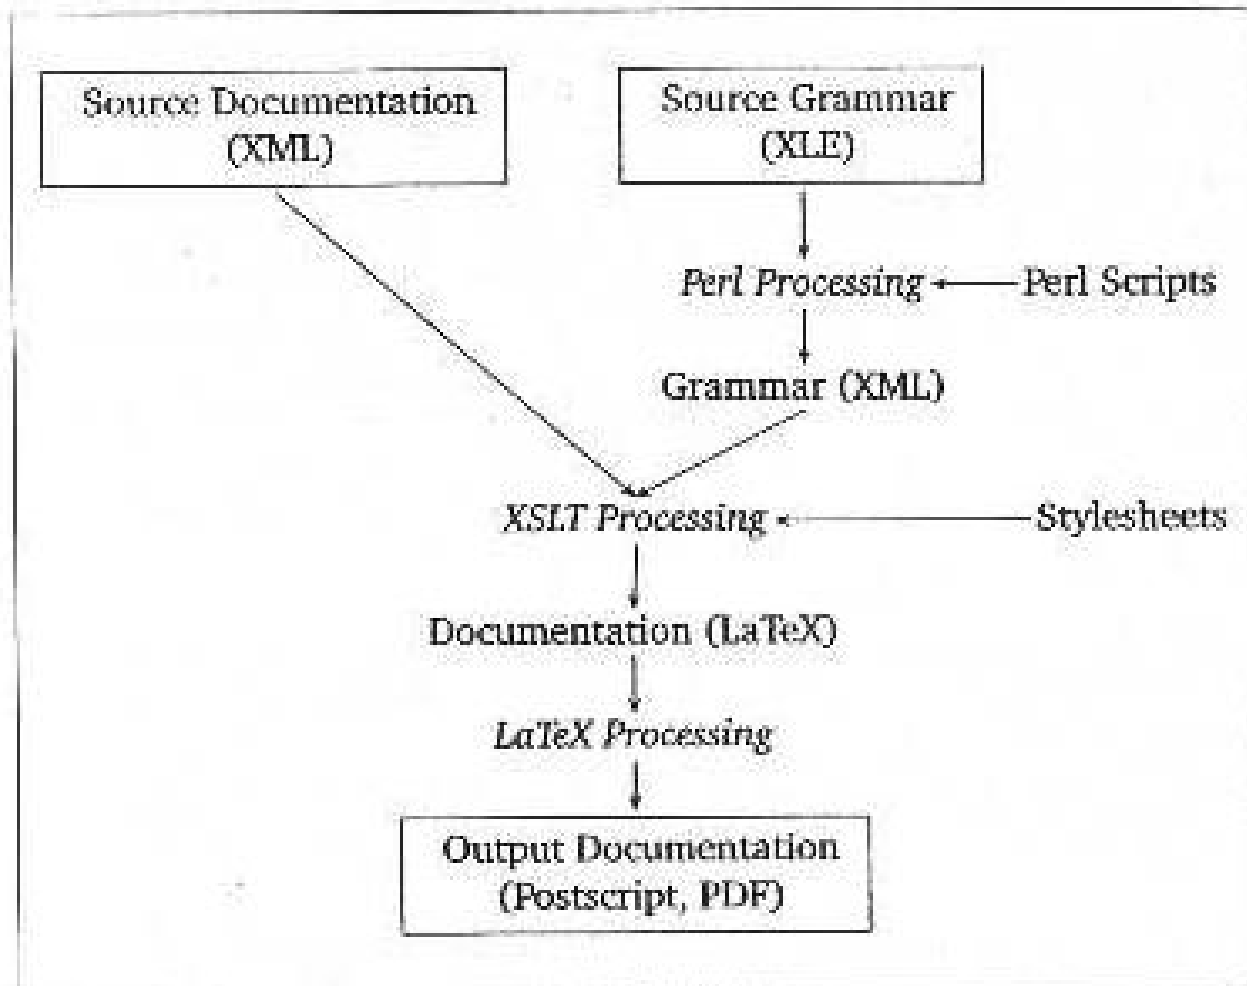 Source Documentation
(XML)
Source Grammar
(XLE)
Perl Processing
Perl Scripts
Grammar (XML)
XSLT Processing
Stylesheets
Documentation (LaTeX)
LaTeX Processing
Output Documentation
(Postscript, PDF)